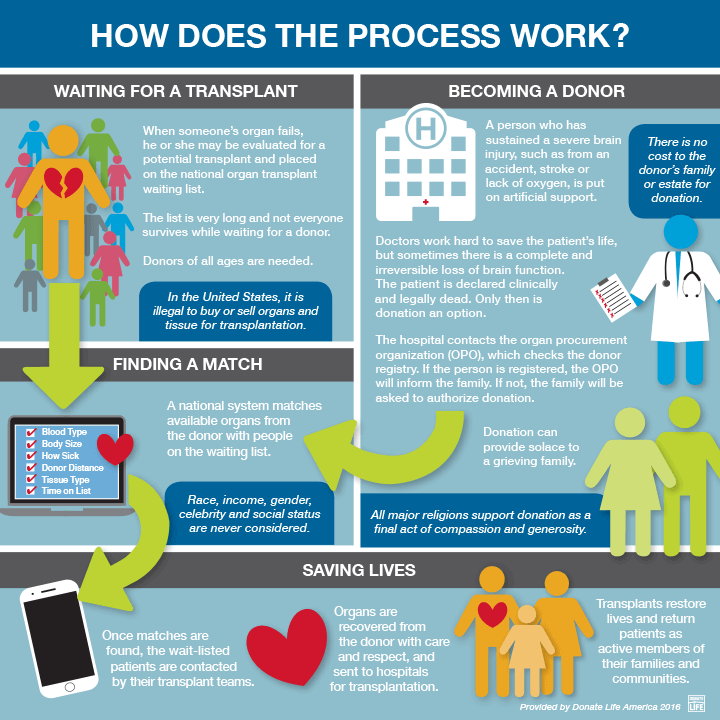 HOW DOES THE PROCESS WORK?
WAITING FOR A TRANSPLANT
When someone's organ fails,
he or she may be evaluated for a
potential transplant and placed
on the national organ transplant
waiting list.
The list is very long and not everyone
survives while waiting for a donor.
Donors of all ages are needed.
In the United States, it is
illegal to buy or sell organs and
tissue for transplantation.
BECOMING A DONOR
H
A person who has
sustained a severe brain
injury, such as from an
accident, stroke or
lack of oxygen, is put
on artificial support.
There is no
cost to the
donor's family
or estate for
donation.
Doctors work hard to save the patient's life,
but sometimes there is a complete and
irreversible loss of brain function.
The patient is declared clinically
and legally dead. Only then is
donation an option.
The hospital contacts the organ procurement
organization (OPO), which checks the donor
registry. If the person is registered, the OPO
will inform the family. If not, the family will be
asked to authorize donation.
Donation can
provide solace to
a grieving family.
All major religions support donation as a
final act of compassion and generosity.
FINDING A MATCH
A national system matches
available organs from
the donor with people
on the waiting list.
Blood Type
Body Size
How Sick
Donor Distance
Tissue Type
Time on List
Race, income, gender,
celebrity and social status
are never considered.
SAVING LIVES
Once matches are
found, the wait-listed
patients are contacted
by their transplant teams.
Organs are
recovered from
the donor with care
and respect, and
sent to hospitals
for transplantation.
Transplants restore
lives and return
patients as
active members of
their families and
communities.
Provided by Donate Life America 2016
DONATE
LIFE